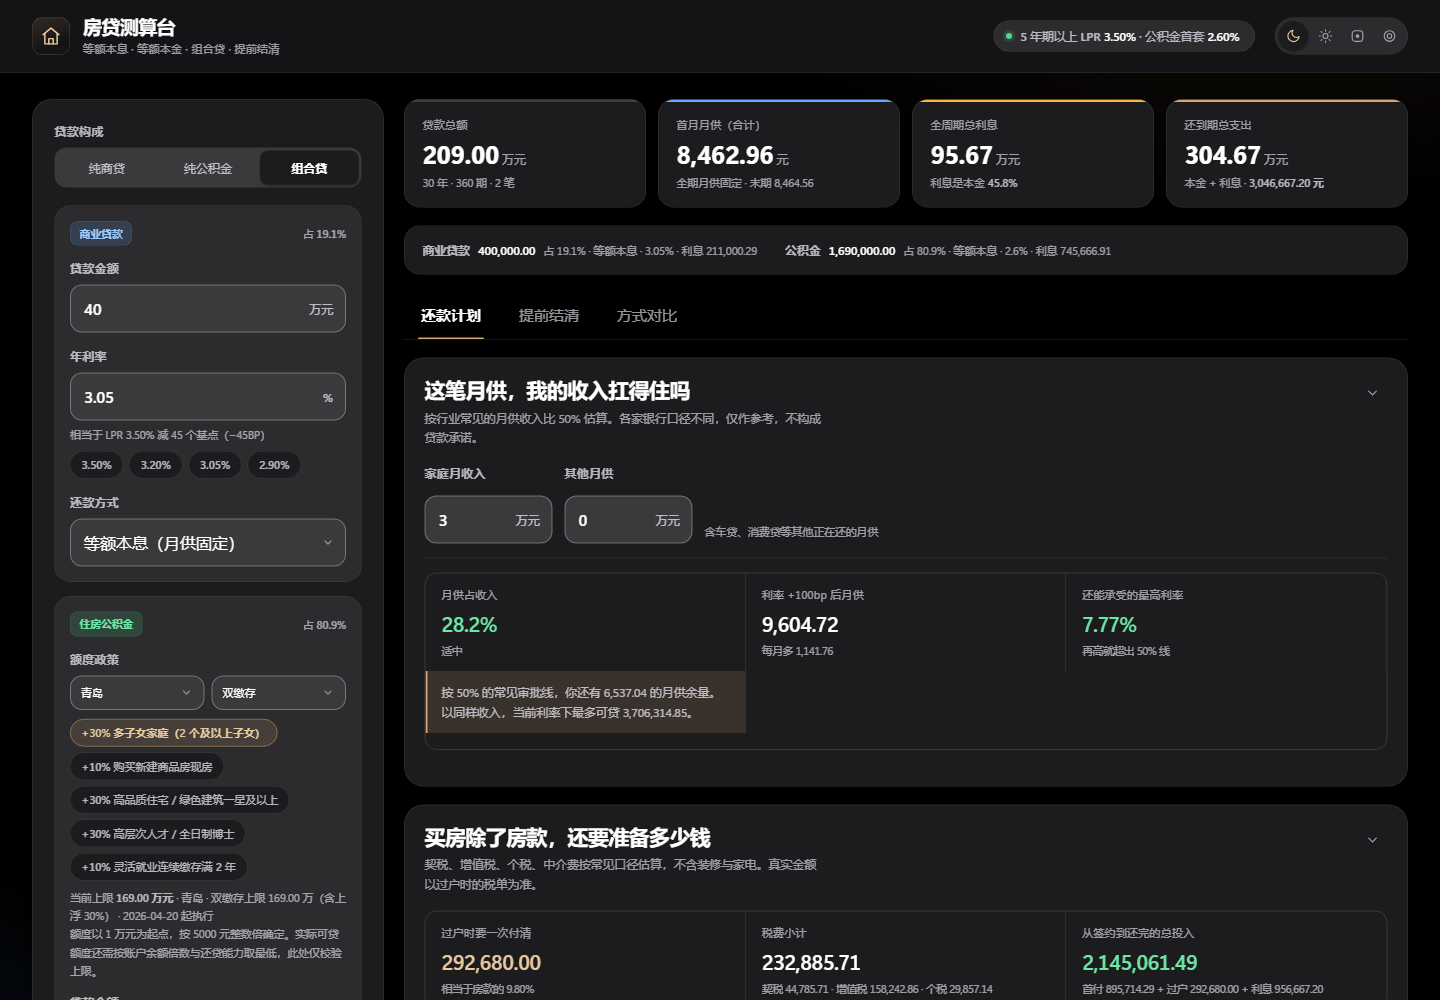 房贷测算台
等额本息 · 等额本金 · 组合贷 · 提前结清
5 年期以上 LPR 3.50% · 公积金首套 2.60%
贷款构成
纯商贷 纯公积金 组合贷
商业贷款 占 19.1%
贷款金额
40 万元
年利率
3.05 %
相当于 LPR 3.50% 减 45 个基点（−45BP）
3.50% 3.20% 3.05% 2.90%
还款方式
等额本息（月供固定）
住房公积金 占 80.9%
额度政策
青岛 双缴存
+30% 多子女家庭（2 个及以上子女）
+10% 购买新建商品房现房
+30% 高品质住宅 / 绿色建筑一星及以上
+30% 高层次人才 / 全日制博士
+10% 灵活就业连续缴存满 2 年
当前上限 169.00 万元 · 青岛 · 双缴存上限 169.00 万（含上
浮 30%） · 2026-04-20 起执行
额度以 1 万元为起点，按 5000 元整数倍确定。实际可贷
额度还需按账户余额倍数与还贷能力取最低，此处仅校验
上限。
贷款金额
贷款总额
209.00 万元
30 年 · 360 期 · 2 笔
首月月供（合计）
8,462.96 元
全期月供固定 · 末期 8,464.56
全周期总利息
95.67 万元
利息是本金 45.8%
还到期总支出
304.67 万元
本金 + 利息 · 3,046,667.20 元
商业贷款 400,000.00 占 19.1% · 等额本息 · 3.05% · 利息 211,000.29 公积金 1,690,000.00 占 80.9% · 等额本息 · 2.6% · 利息 745,666.91
还款计划 提前结清 方式对比
这笔月供，我的收入扛得住吗
按行业常见的月供收入比 50% 估算。各家银行口径不同，仅作参考，不构成
贷款承诺。
家庭月收入 其他月供
3 万元 0 万元 含车贷、消费贷等其他正在还的月供
月供占收入
28.2%
适中
利率 +100bp 后月供
9,604.72
每月多 1,141.76
还能承受的最高利率
7.77%
再高就超出 50% 线
按 50% 的常见审批线，你还有 6,537.04 的月供余量。
以同样收入，当前利率下最多可贷 3,706,314.85。
买房除了房款，还要准备多少钱
契税、增值税、个税、中介费按常见口径估算，不含装修与家电。真实金额
以过户时的税单为准。
过户时要一次付清
292,680.00
相当于房款的 9.80%
税费小计
232,885.71
契税 44,785.71 · 增值税 158,242.86 · 个税 29,857.14
从签约到还完的总投入
2,145,061.49
首付 895,714.29 + 过户 292,680.00 + 利息 956,667.20